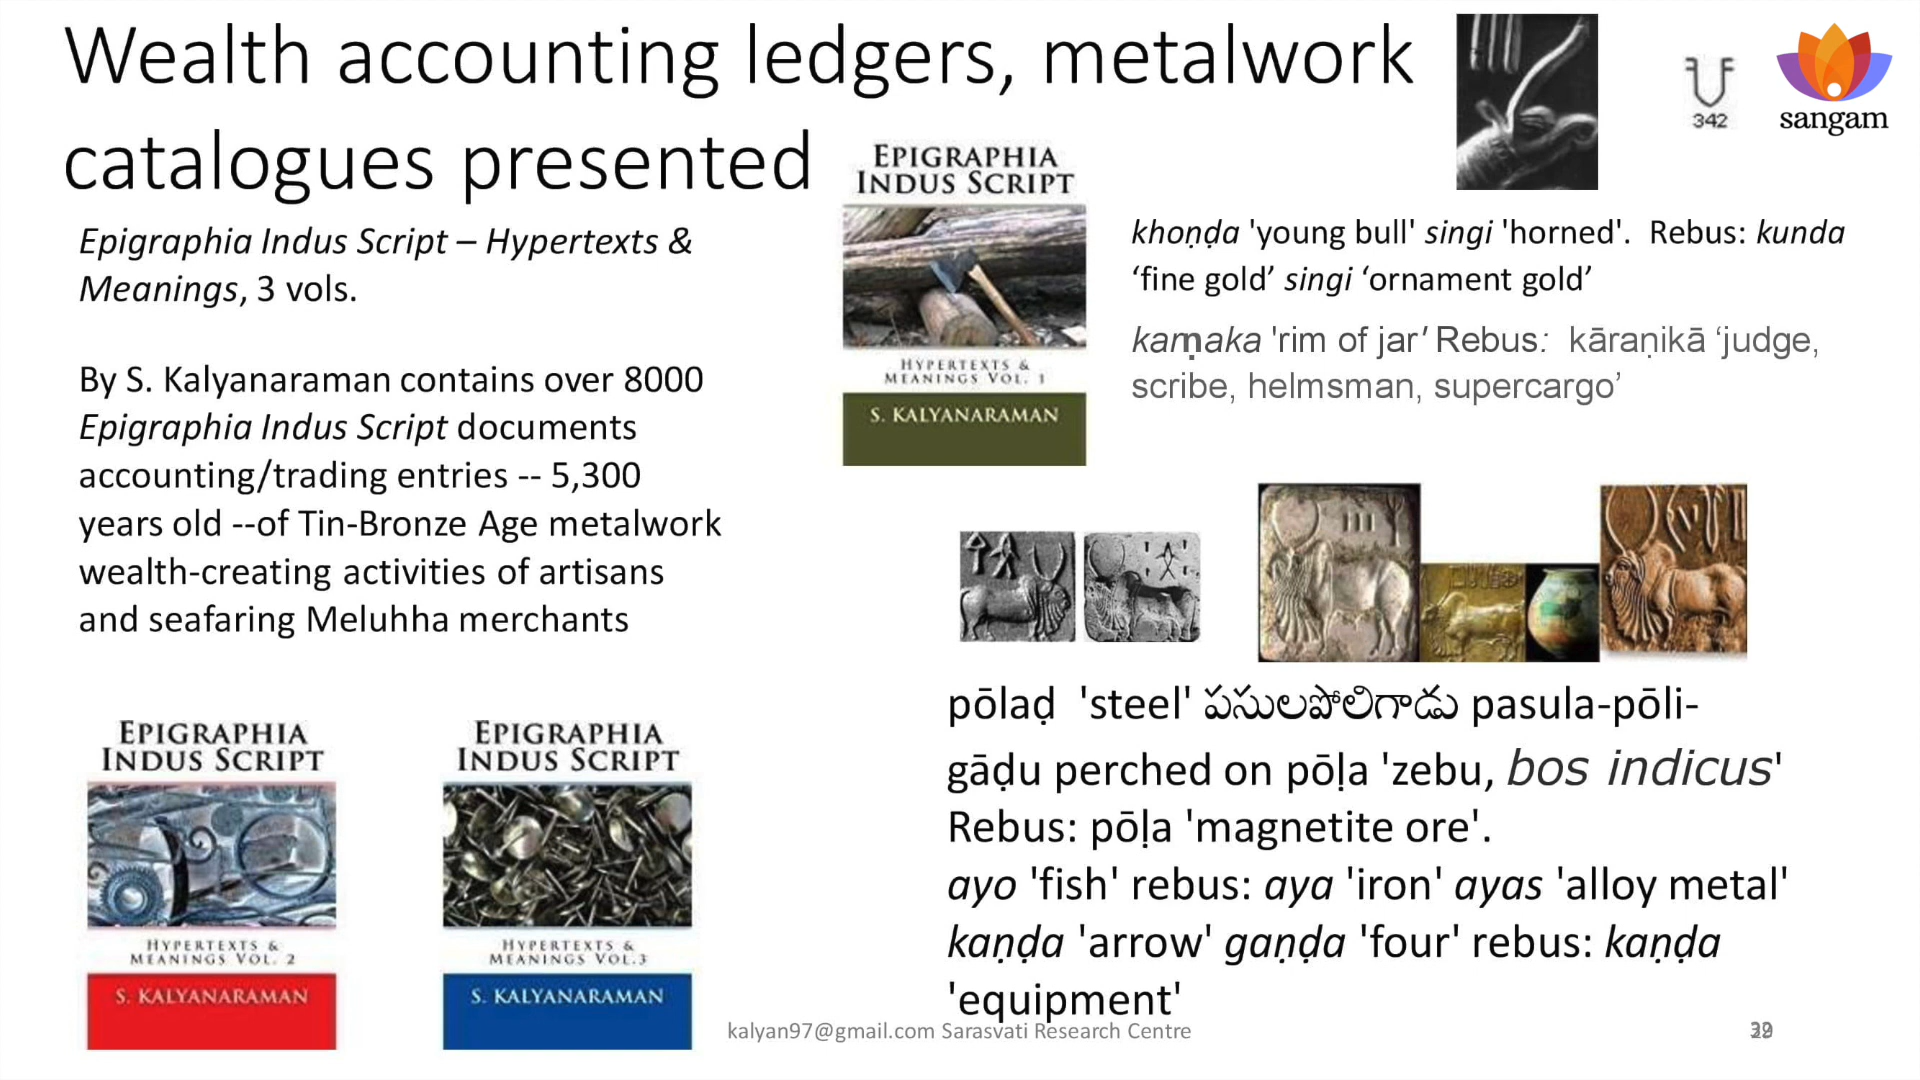 Wealth accounting ledgers, metalwork
catalogues presented
342
sangam
Epigraphia Indus Script – Hypertexts &
Meanings, 3 vols.
By S. Kalyanaraman contains over 8000
Epigraphia Indus Script documents
accounting/trading entries -- 5,300
years old --of Tin-Bronze Age metalwork
wealth-creating activities of artisans
and seafaring Meluhha merchants
EPIGRAPHIA
INDUS SCRIPT
HYPERTEXTS &
MEANINGS VOL. 1
S. KALYANARAMAN
khoṇḍa 'young bull' singi 'horned'. Rebus: kunda
‘fine gold’ singi ‘ornament gold’
karṇaka 'rim of jar' Rebus: kāraṇikā ‘judge,
scribe, helmsman, supercargo’
EPIGRAPHIA
INDUS SCRIPT
HYPERTEXTS &
MEANINGS VOL. 2
S. KALYANARAMAN
EPIGRAPHIA
INDUS SCRIPT
HYPERTEXTS &
MEANINGS VOL.3
S. KALYANARAMAN
pōlaḍ 'steel' పసులపోలిగాడు pasula-pōli-
gāḍu perched on pōḷa 'zebu, bos indicus'
Rebus: pōḷa 'magnetite ore'.
ayo 'fish' rebus: aya 'iron' ayas 'alloy metal'
kaṇḍa 'arrow' gaṇḍa 'four' rebus: kaṇḍa
'equipment'
kalyan97@gmail.com Sarasvati Research Centre